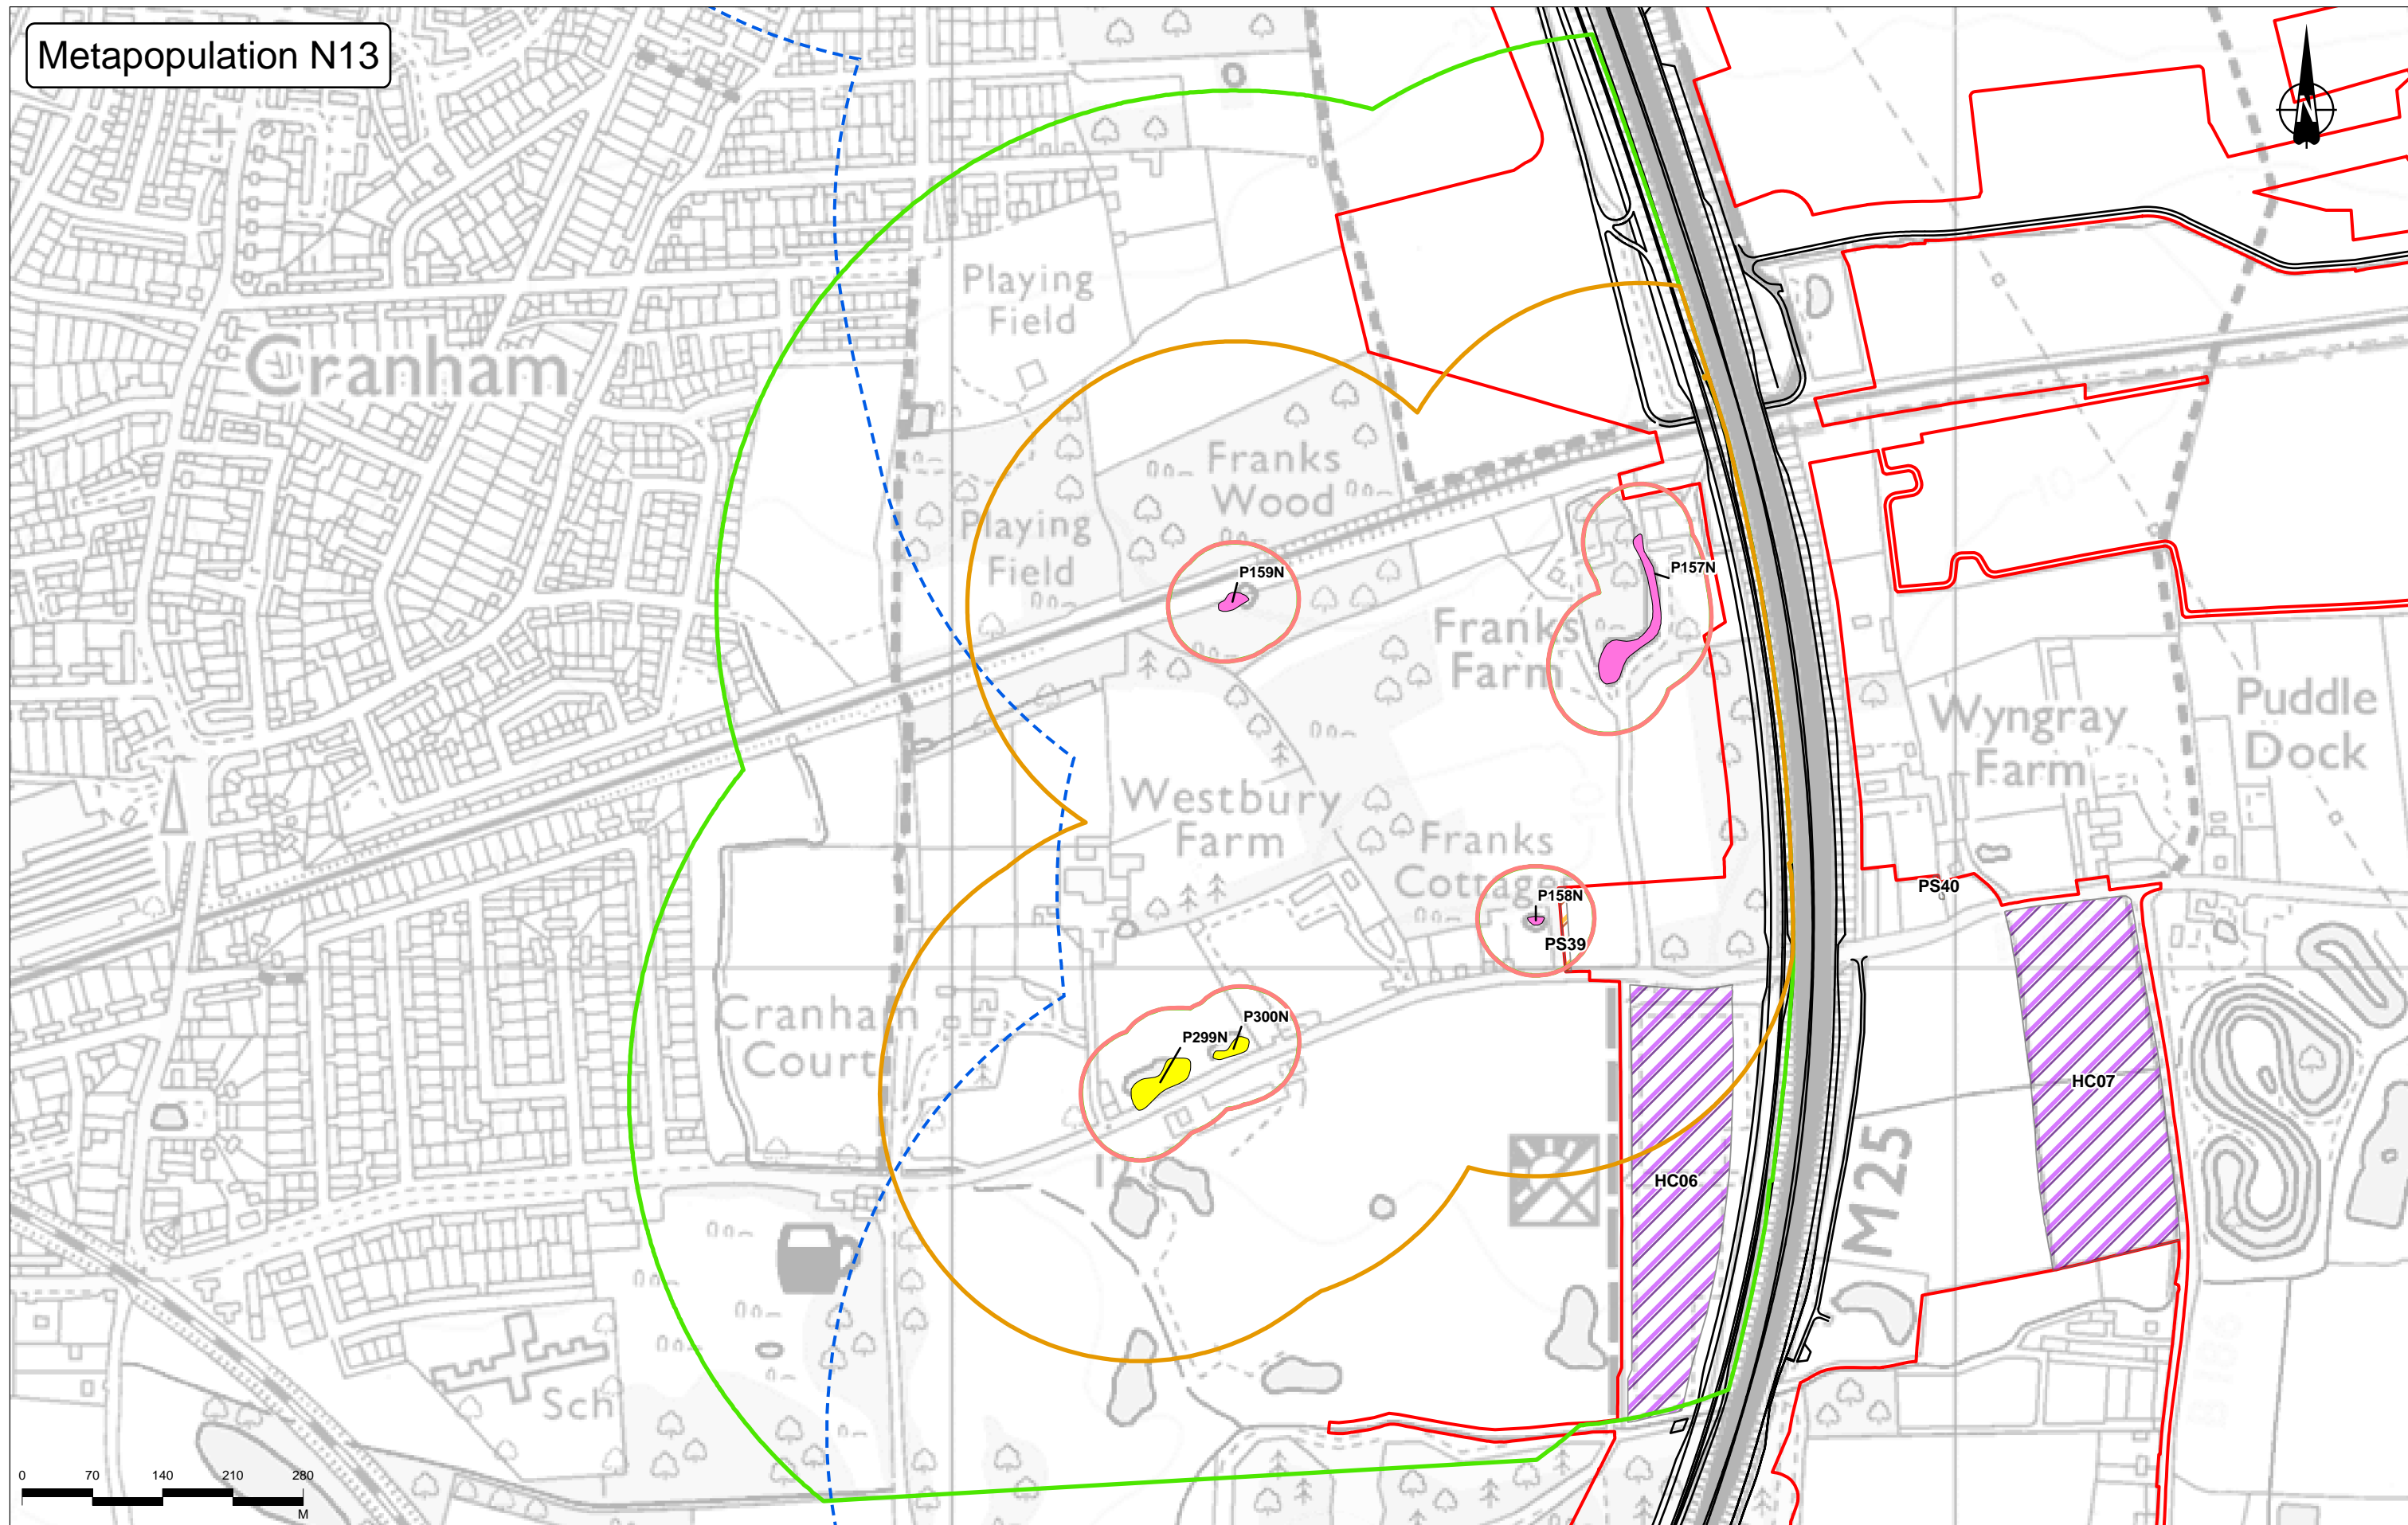 Metapopulation N13
Playing
Field
D
Cranham
Franks
Wood
Playing
Field
P159N
P157N
Franks
Farm
10
Wyngray
Farm
Puddle
Dock
Westbury
Farm
Franks
Cottages
P158N
PS39
PS40
Cranham
Court
P300N
P299N
HC07
HC06
M25
Sch
0 70 140 210 280
M